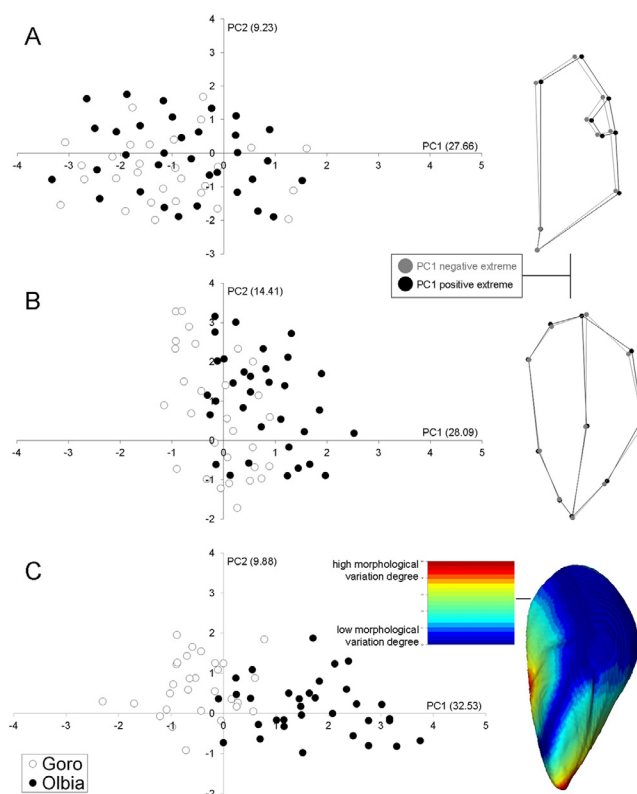 A
PC2 (9.23)
4
3
2
1
0
-4 -3 -2 -1 0 1 2 3 4 5
PC1 (27.66)
-1
-2
-3
PC1 negative extreme
PC1 positive extreme
B
PC2 (14.41)
4
3
2
1
0
-4 -3 -2 -1 0 1 2 3 4 5
PC1 (28.09)
-1
-2
C
PC2 (9.88)
4
3
2
1
0
high morphological
variation degree
low morphological
variation degree
-4 -3 -2 -1 0 1 2 3 4 5
PC1 (32.53)
-1
-2
Goro
Olbia